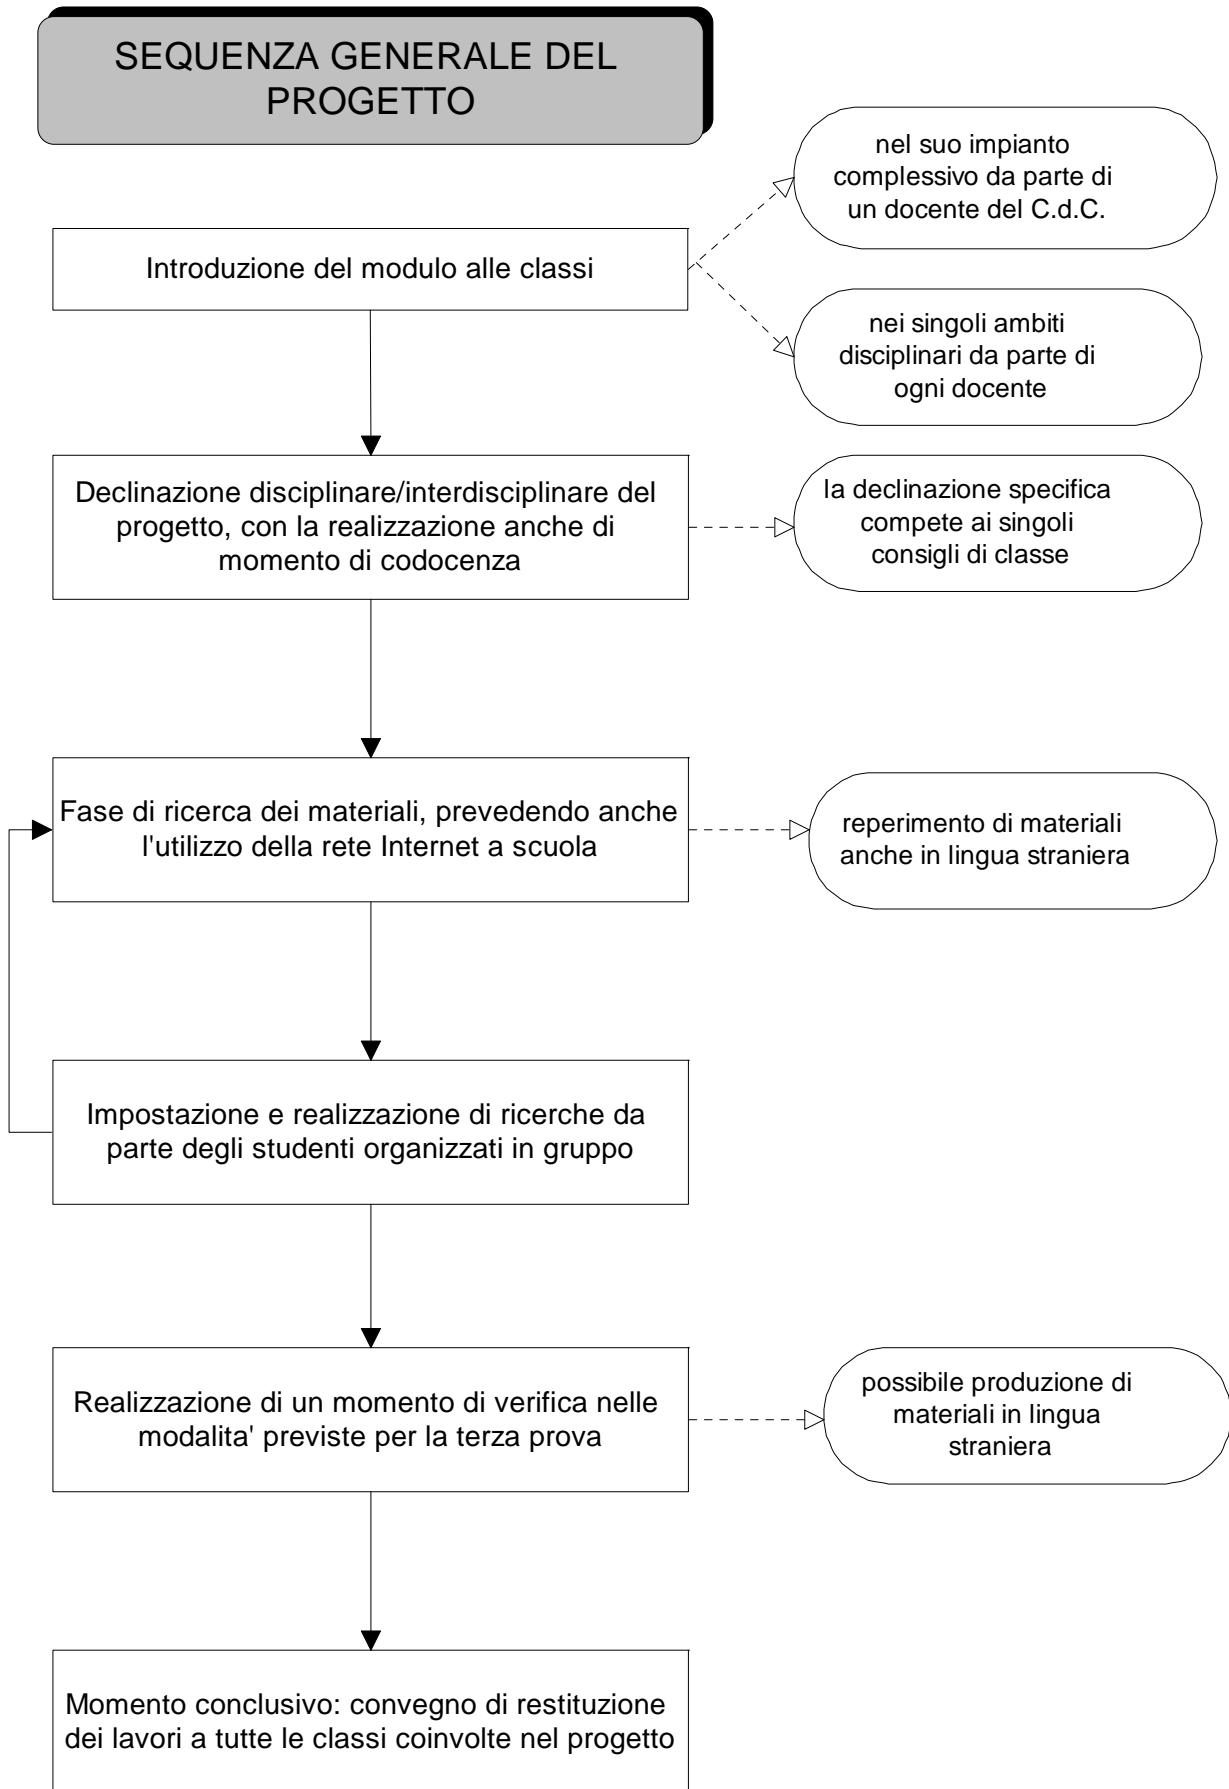 SEQUENZA GENERALE DEL
PROGETTO
nel suo impianto
complessivo da parte di
un docente del C.d.C.
Introduzione del modulo alle classi
nei singoli ambiti
disciplinari da parte di
ogni docente
Declinazione disciplinare/interdisciplinare del
progetto, con la realizzazione anche di
momento di codocenza
la declinazione specifica
compete ai singoli
consigli di classe
Fase di ricerca dei materiali, prevedendo anche
l'utilizzo della rete Internet a scuola
reperimento di materiali
anche in lingua straniera
Impostazione e realizzazione di ricerche da
parte degli studenti organizzati in gruppo
Realizzazione di un momento di verifica nelle
modalita' previste per la terza prova
possibile produzione di
materiali in lingua
straniera
Momento conclusivo: convegno di restituzione
dei lavori a tutte le classi coinvolte nel progetto